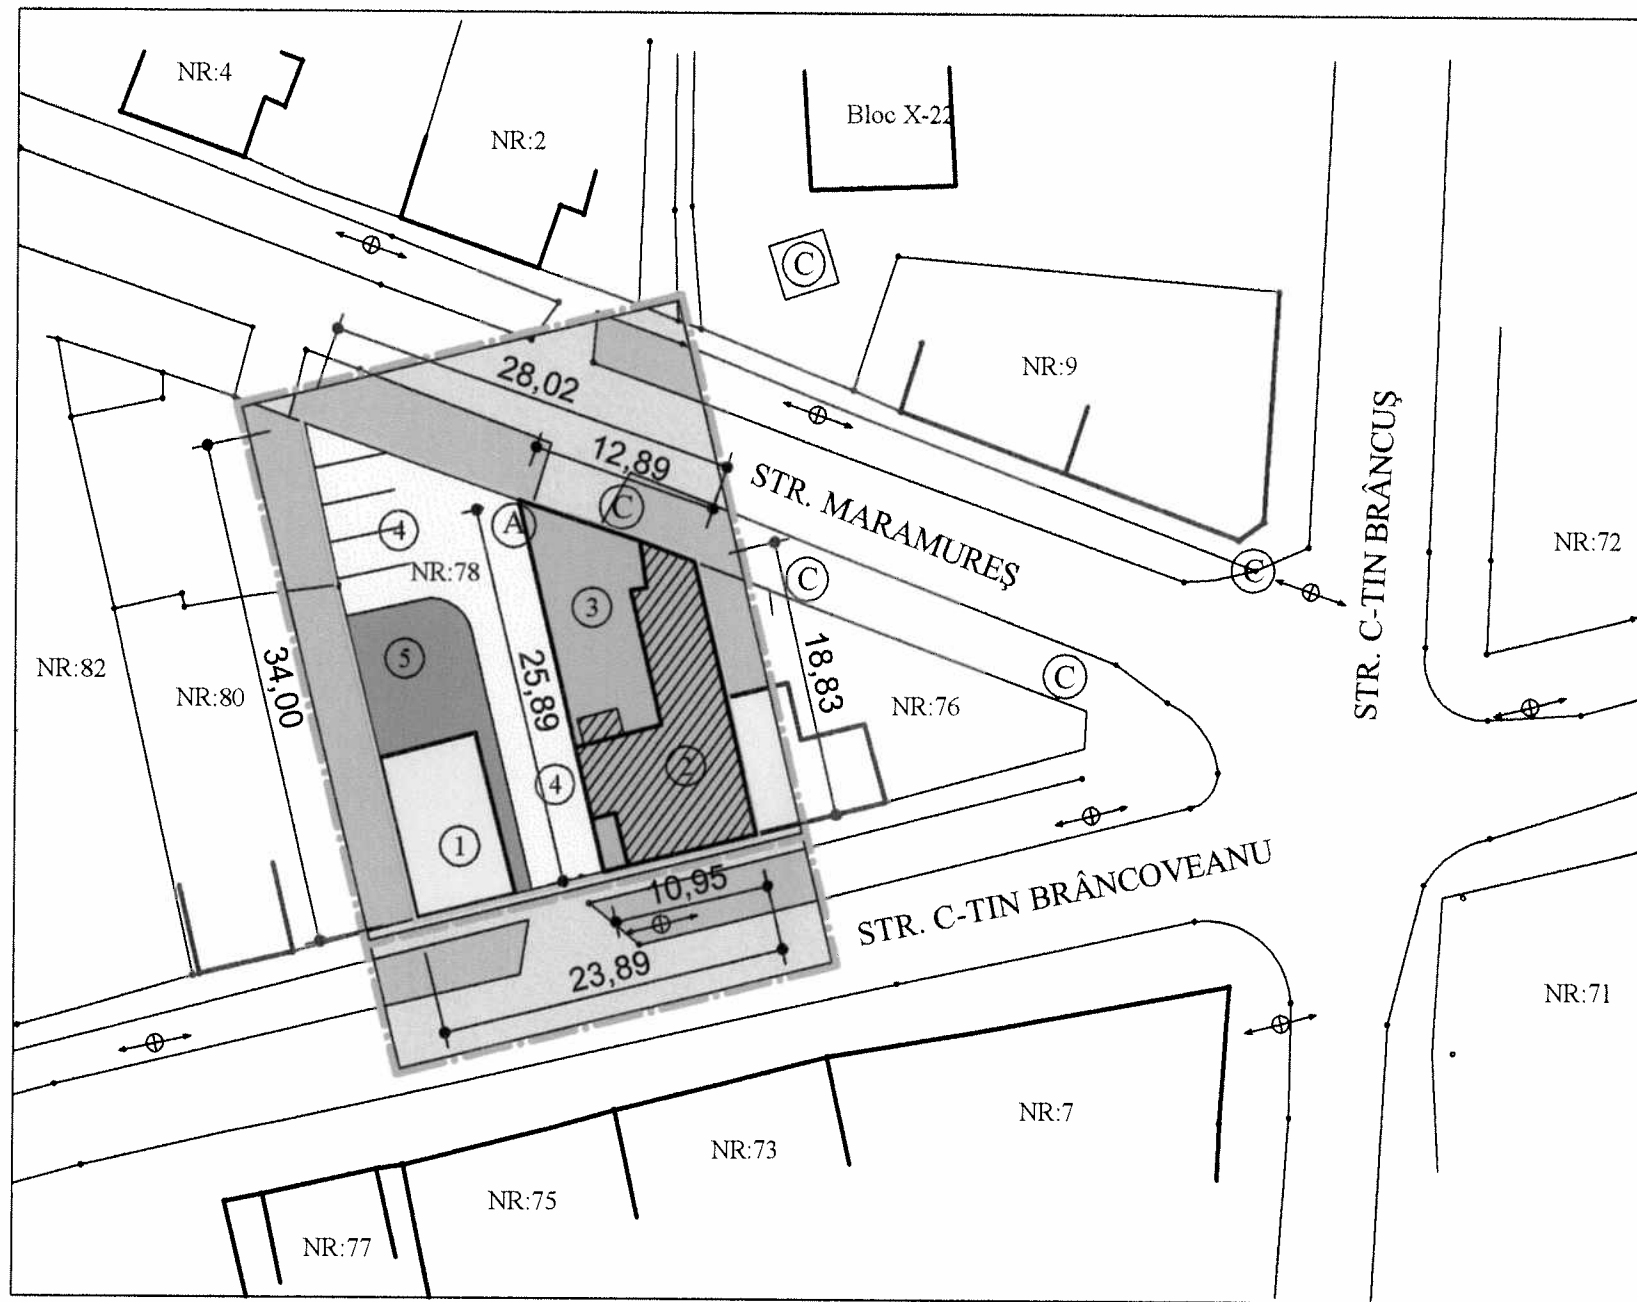 NR:4
NR:2
Bloc X-22
C
NR:9
28,02
12,89
C
STR. MARAMUREŞ
STR. C-TIN BRÂNCUŞ
A
4
NR:78
C
C
NR:72
3
5
NR:82
NR:80
34,00
25,89
18,83
C
NR:76
2
4
1
10,95
STR. C-TIN BRÂNCOVEANU
23,89
NR:71
NR:7
NR:73
NR:75
NR:77